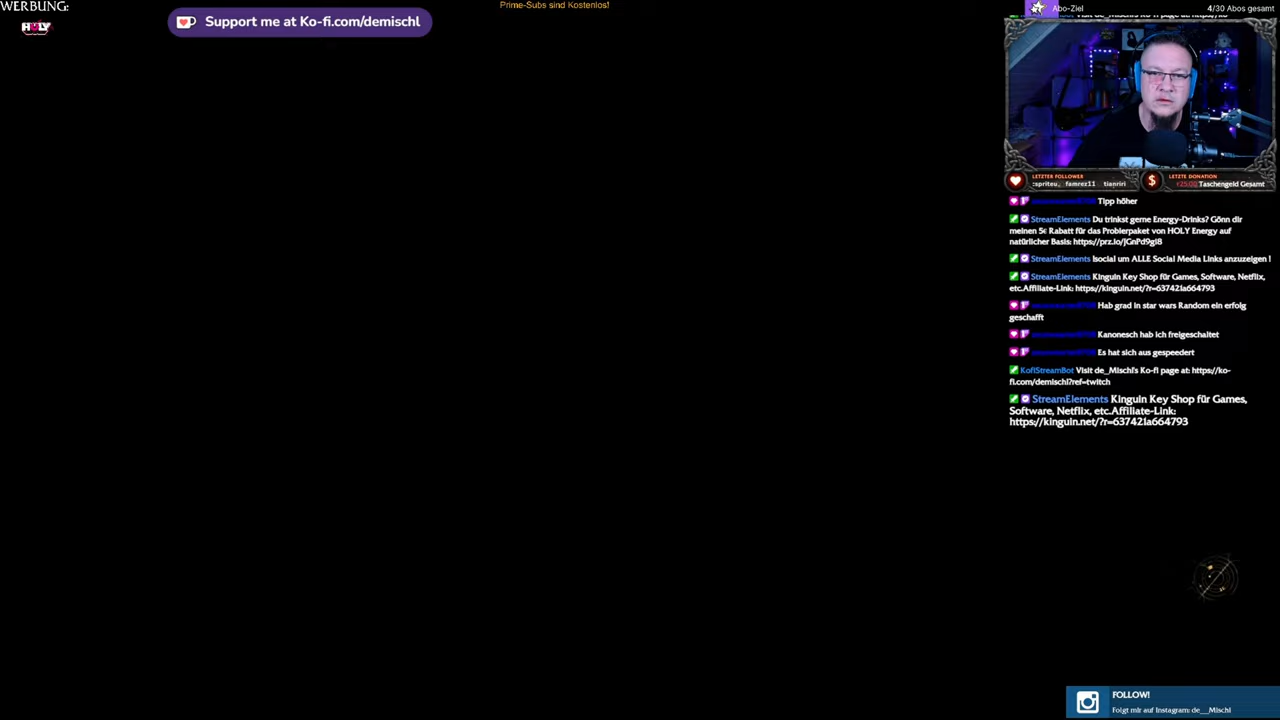 WERBUNG:
HOLY
Support me at Ko-fi.com/demischl
Prime-Subs sind Kostenlos!
Abo-Ziel
4/30 Abos gesamt
LETZTER FOLLOWER
famrez11 tianriri
LETZTE DONATION
Taschengeld Gesamt
Tipp höher
StreamElements Du trinkst gerne Energy-Drinks? Gönn dir
meinen 5€ Rabatt für das Probierpaket von HOLY Energy auf
natürlicher Basis: https://prz.io/JGnPd9gi8
StreamElements !social um ALLE Social Media Links anzuzeigen !
StreamElements Kinguin Key Shop für Games, Software, Netflix,
etc.Affiliate-Link: https://kinguin.net/?r=637421a664793
Hab grad in star wars Random ein erfolg
geschafft
Kanonesch hab ich freigeschaltet
Es hat sich aus gespeedert
KofiStreamBot Visit de_Mischl's Ko-fi page at: https://ko-
fi.com/demischl?ref=twitch
StreamElements Kinguin Key Shop für Games,
Software, Netflix, etc.Affiliate-Link:
https://kinguin.net/?r=637421a664793
FOLLOW!
Folgt mir auf Instagram: de__Mischl